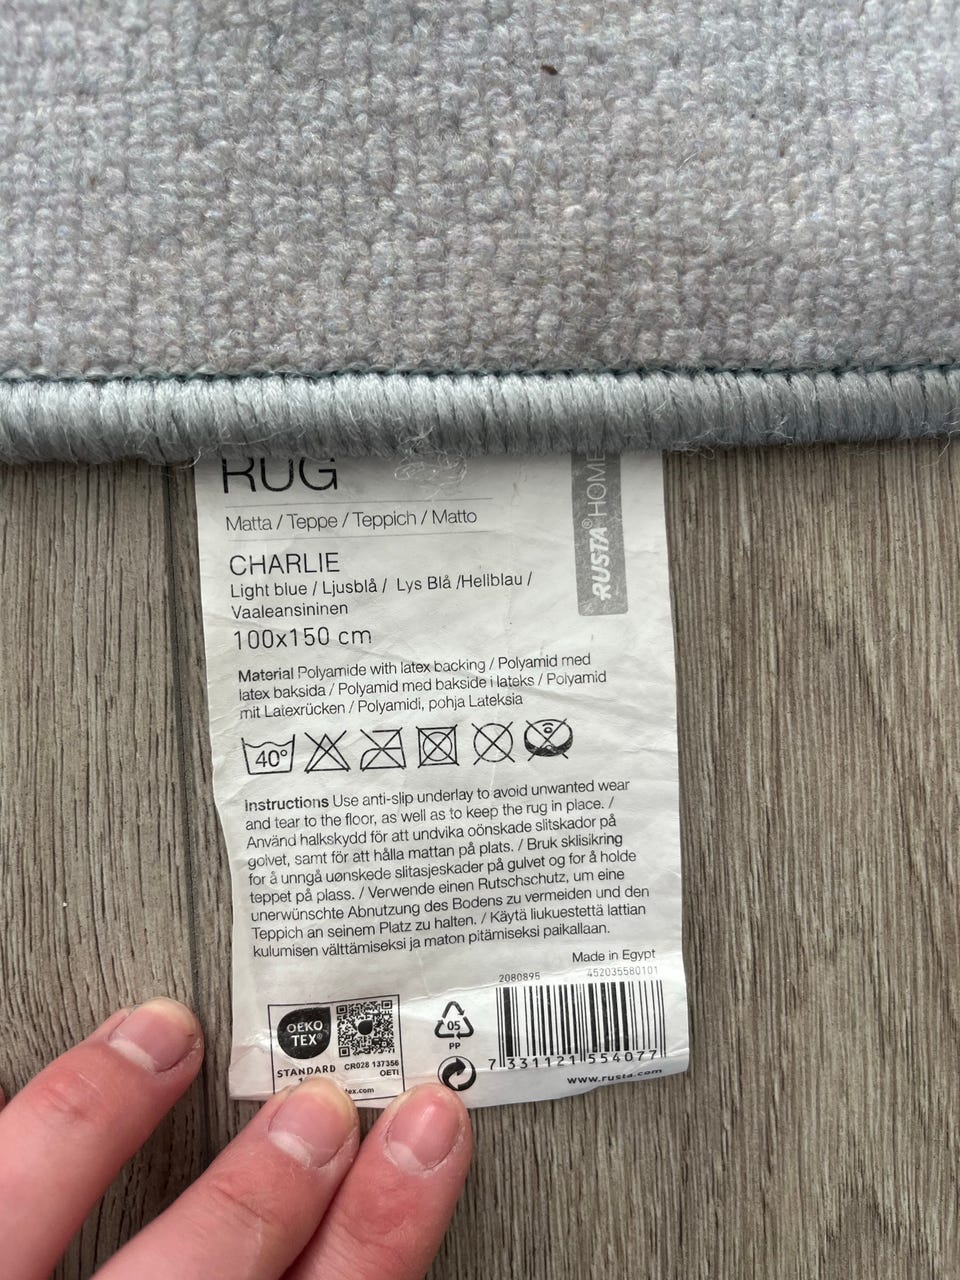 RUG
RUSTA® HOME
Matta / Teppe / Teppich / Matto
CHARLIE
Light blue / Ljusblå / Lys Blå /Hellblau /
Vaaleansininen
100x150 cm
Material Polyamide with latex backing / Polyamid med
latex baksida / Polyamid med bakside i lateks / Polyamid
mit Latexrücken / Polyamidi, pohja Lateksia
40°
Instructions Use anti-slip underlay to avoid unwanted wear
and tear to the floor, as well as to keep the rug in place. /
Använd halkskydd för att undvika oönskade slitskador på
golvet, samt för att hålla mattan på plats. / Bruk sklisikring
for å unngå uønskede slitasjeskader på gulvet og for å holde
teppet på plass. / Verwende einen Rutschschutz, um eine
unerwünschte Abnutzung des Bodens zu vermeiden und den
Teppich an seinem Platz zu halten. / Käytä liukuestettä lattian
kulumisen välttämiseksi ja maton pitämiseksi paikallaan.
Made in Egypt
2080895 452035580101
OEKO
TEX®
STANDARD
CR028 137356
OETI
tex.com
05
PP
7 331121 554077
www.rusta.com